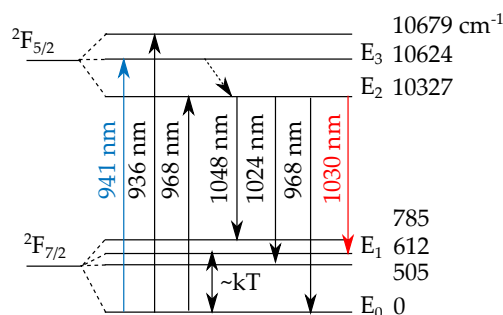 10679 cm⁻¹
²F₅/₂
E₃ 10624
E₂ 10327
941 nm
936 nm
968 nm
1048 nm
1024 nm
968 nm
1030 nm
785
²F₇/₂
E₁ 612
505
~kT
E₀ 0